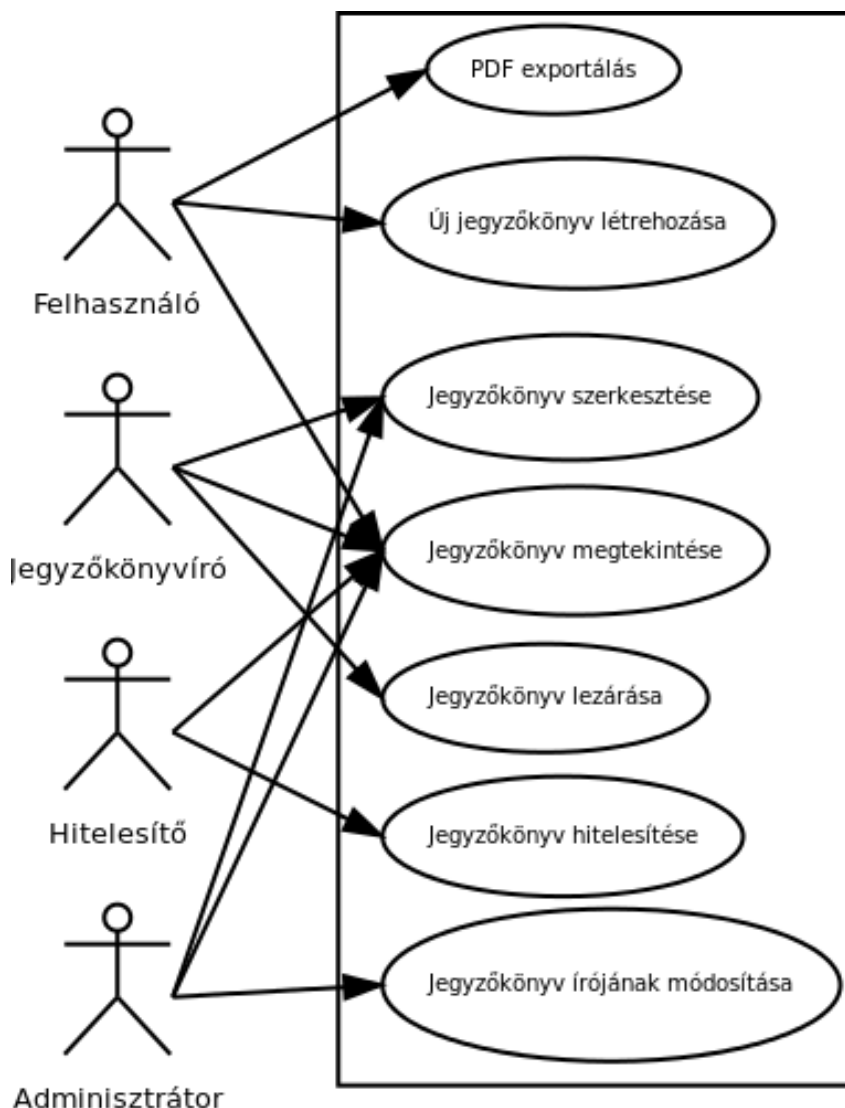 PDF exportálás
Új jegyzőkönyv létrehozása
Felhasználó
Jegyzőkönyv szerkesztése
Jegyzőkönyv megtekintése
Jegyzőkönyvíró
Jegyzőkönyv lezárása
Hitelesítő
Jegyzőkönyv hitelesítése
Jegyzőkönyv írójának módosítása
Adminisztrátor